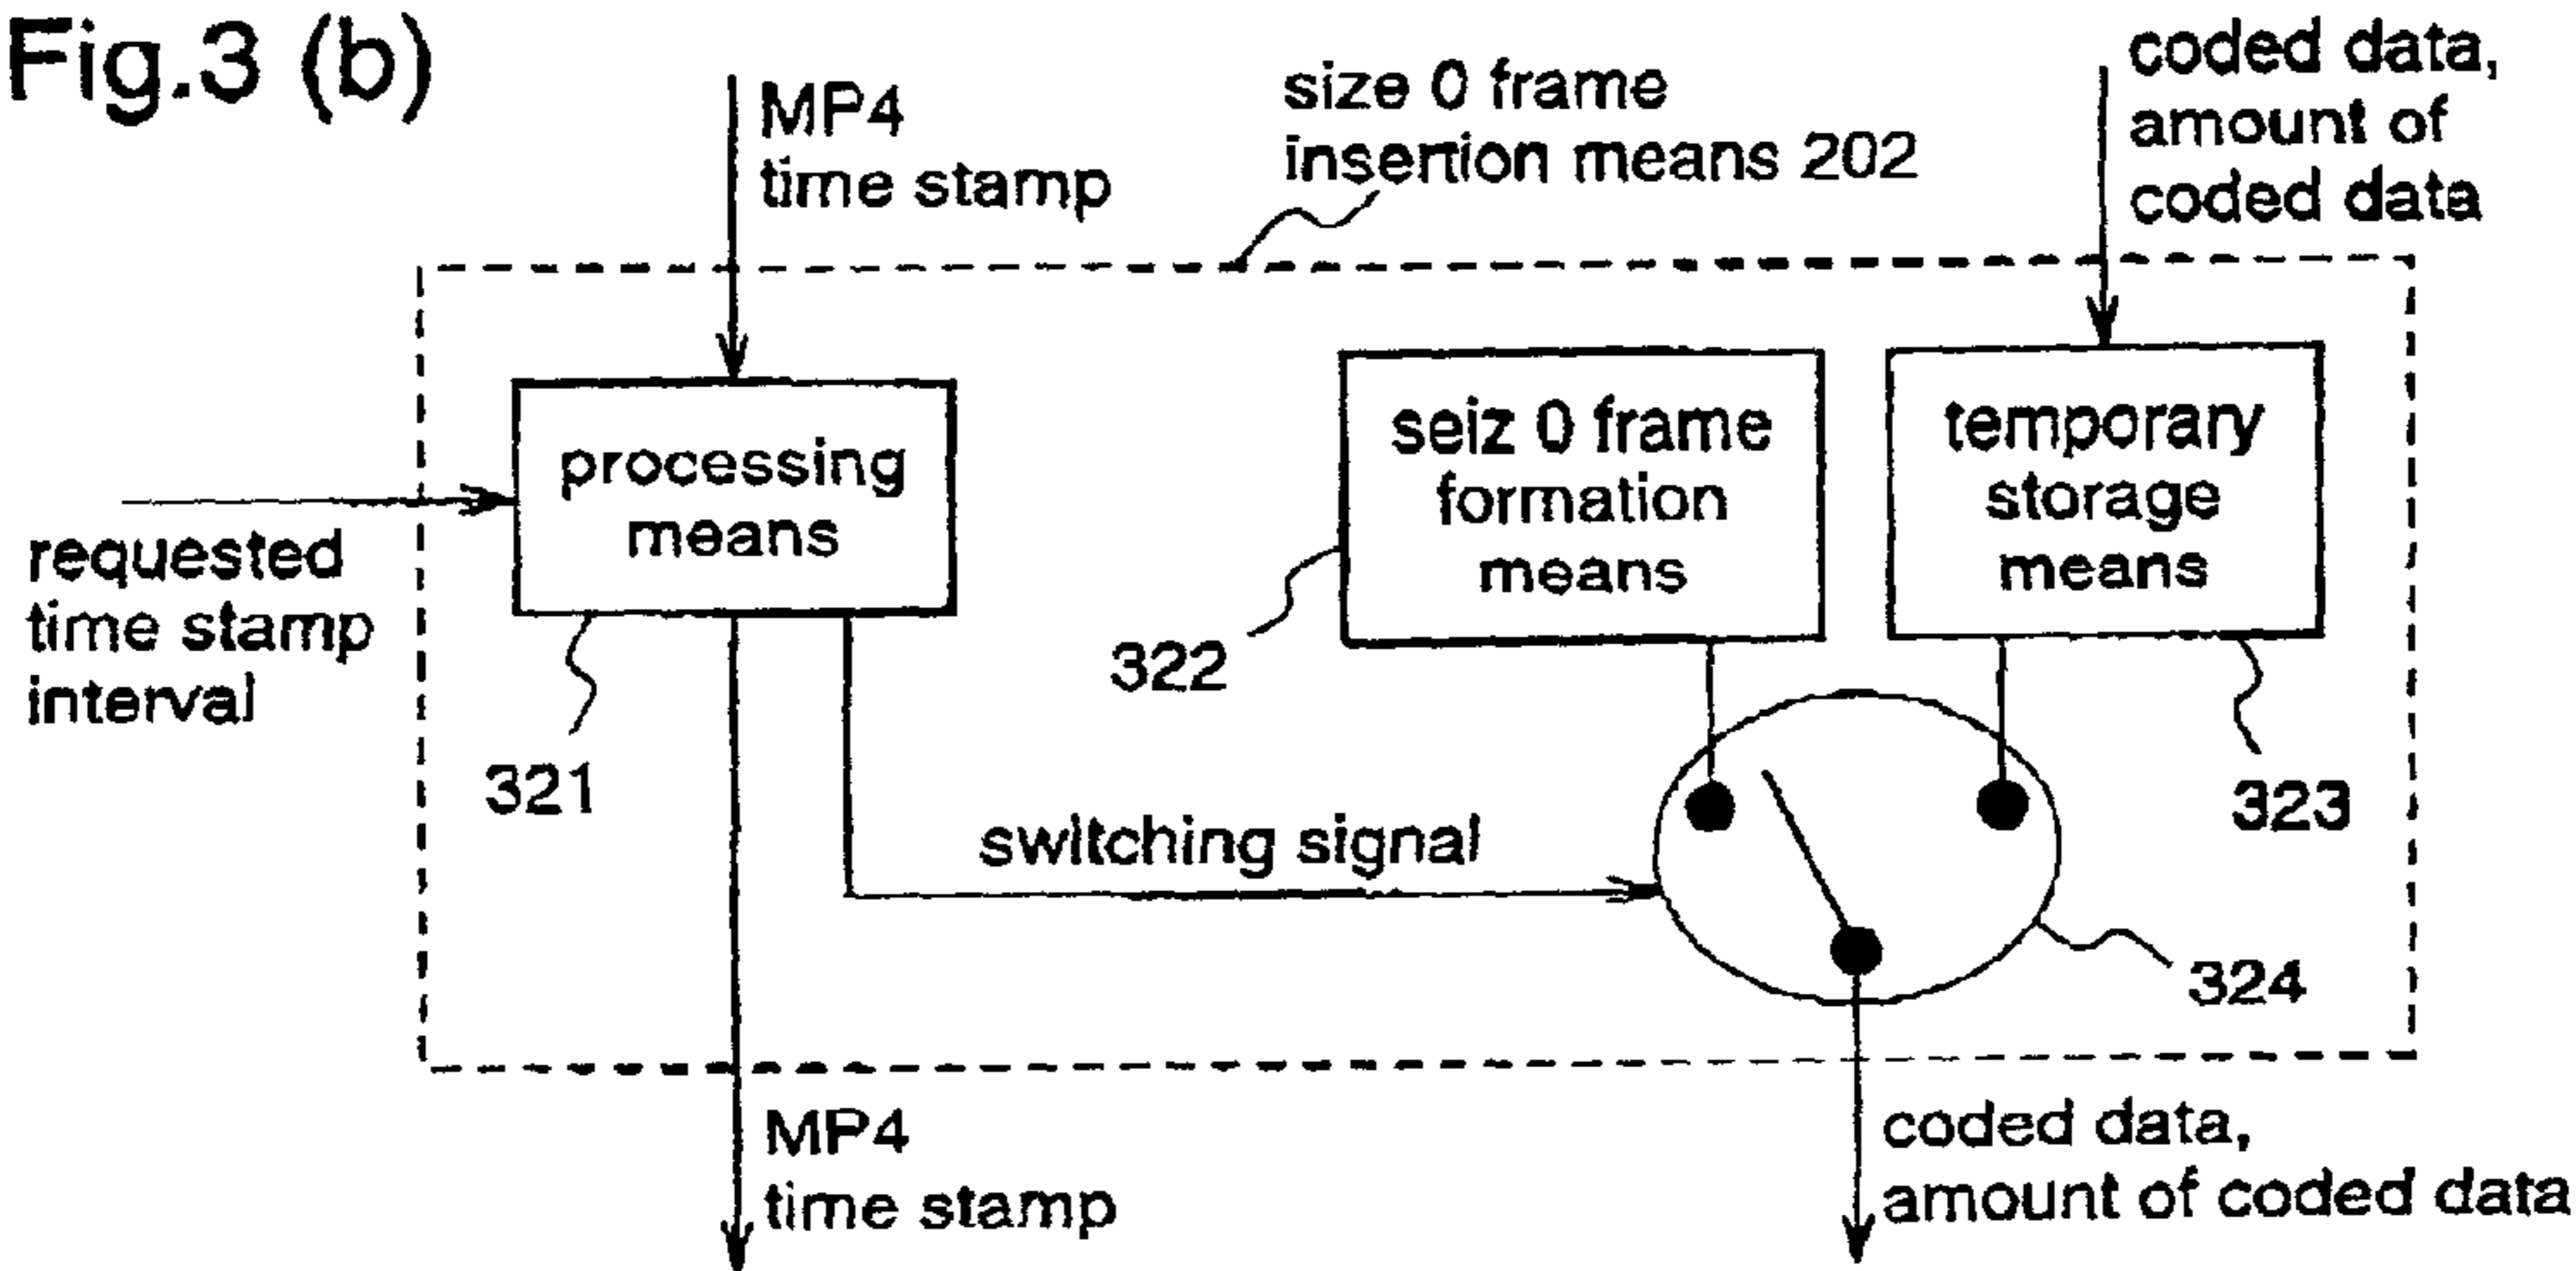 Fig.3 (b)
MP4
time stamp
size 0 frame
insertion means 202
coded data,
amount of
coded data
processing
means
seiz 0 frame
formation
means
temporary
storage
means
requested
time stamp
interval
321
322
323
switching signal
324
MP4
time stamp
coded data,
amount of coded data